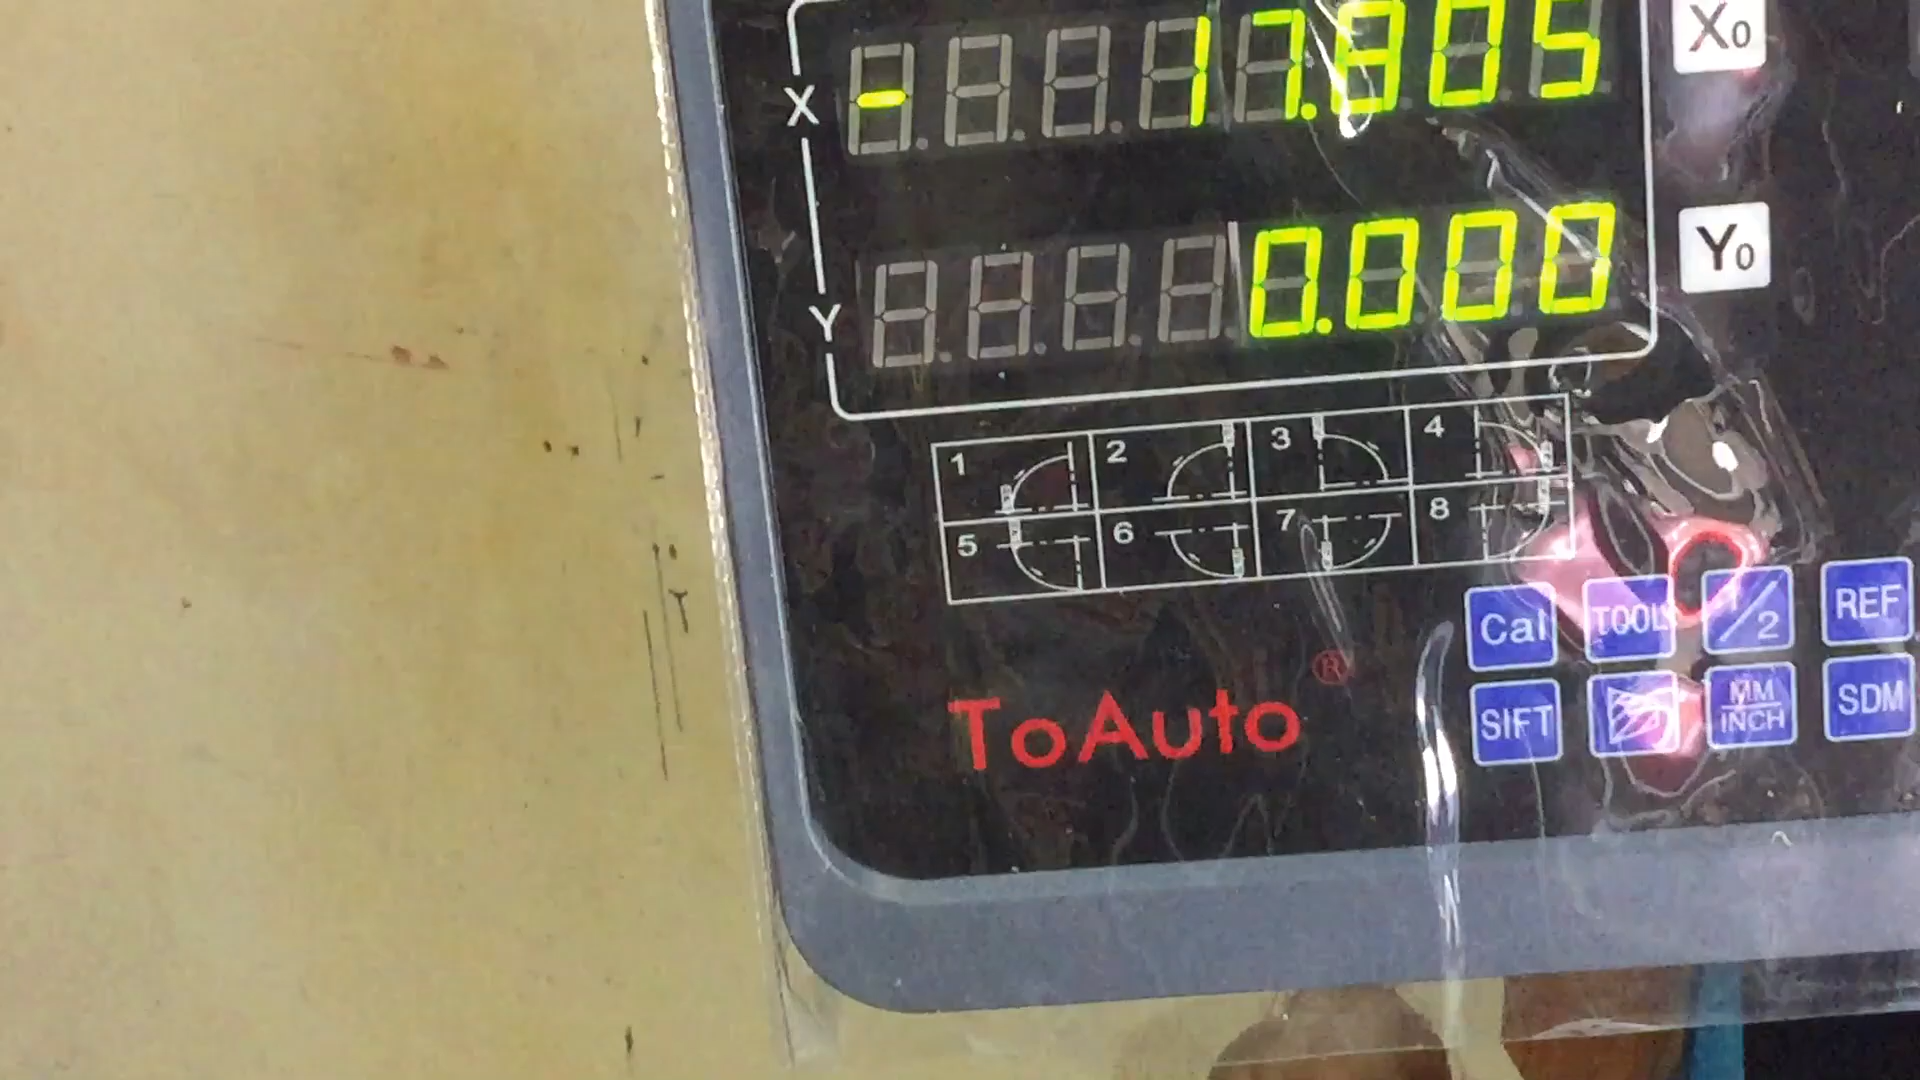 X - 17.805 X0
Y 0.000 Y0
1 2 3 4
5 6 7 8
Cal TOOL 1/2 REF
ToAuto ®
SIFT MM/INCH SDM